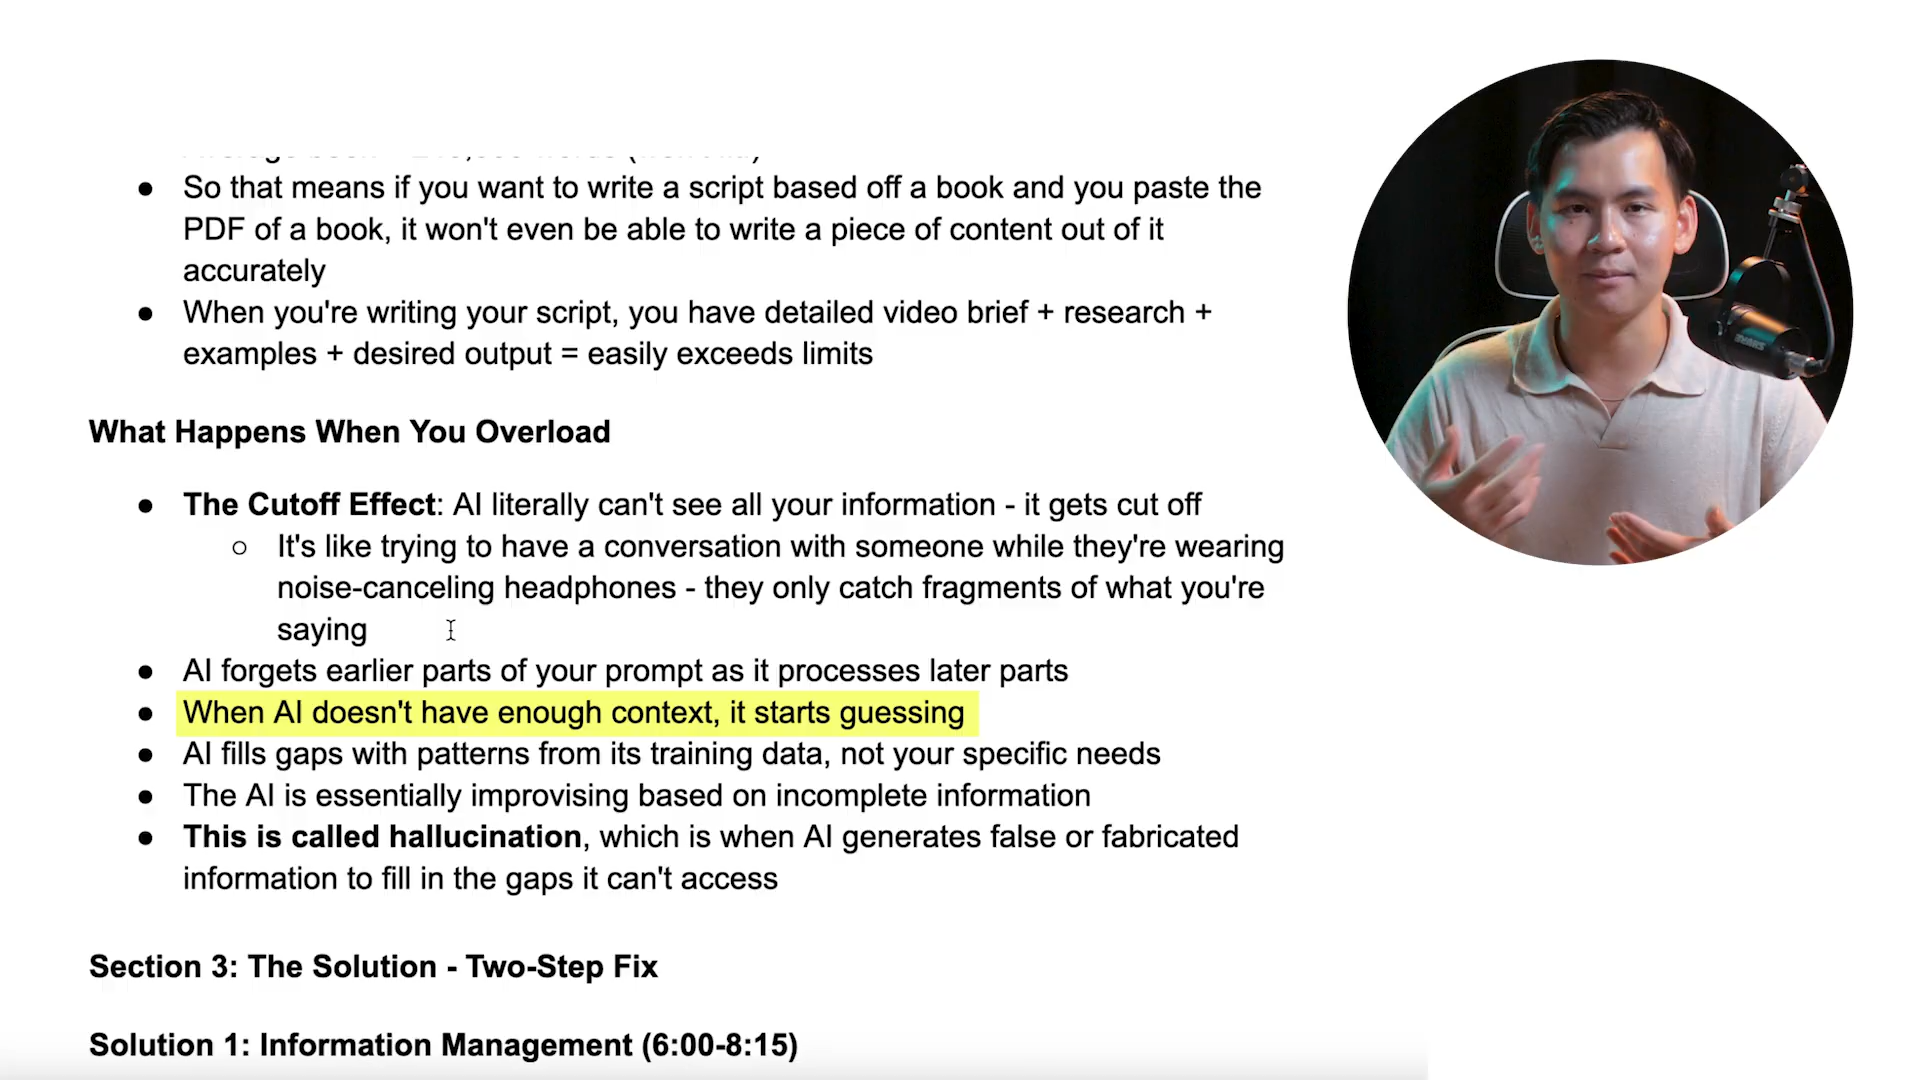 ● So that means if you want to write a script based off a book and you paste the
PDF of a book, it won't even be able to write a piece of content out of it
accurately
● When you're writing your script, you have detailed video brief + research +
examples + desired output = easily exceeds limits
What Happens When You Overload
● The Cutoff Effect: AI literally can't see all your information - it gets cut off
○ It's like trying to have a conversation with someone while they're wearing
noise-canceling headphones - they only catch fragments of what you're
saying
● AI forgets earlier parts of your prompt as it processes later parts
● When AI doesn't have enough context, it starts guessing
● AI fills gaps with patterns from its training data, not your specific needs
● The AI is essentially improvising based on incomplete information
● This is called hallucination, which is when AI generates false or fabricated
information to fill in the gaps it can't access
Section 3: The Solution - Two-Step Fix
Solution 1: Information Management (6:00-8:15)